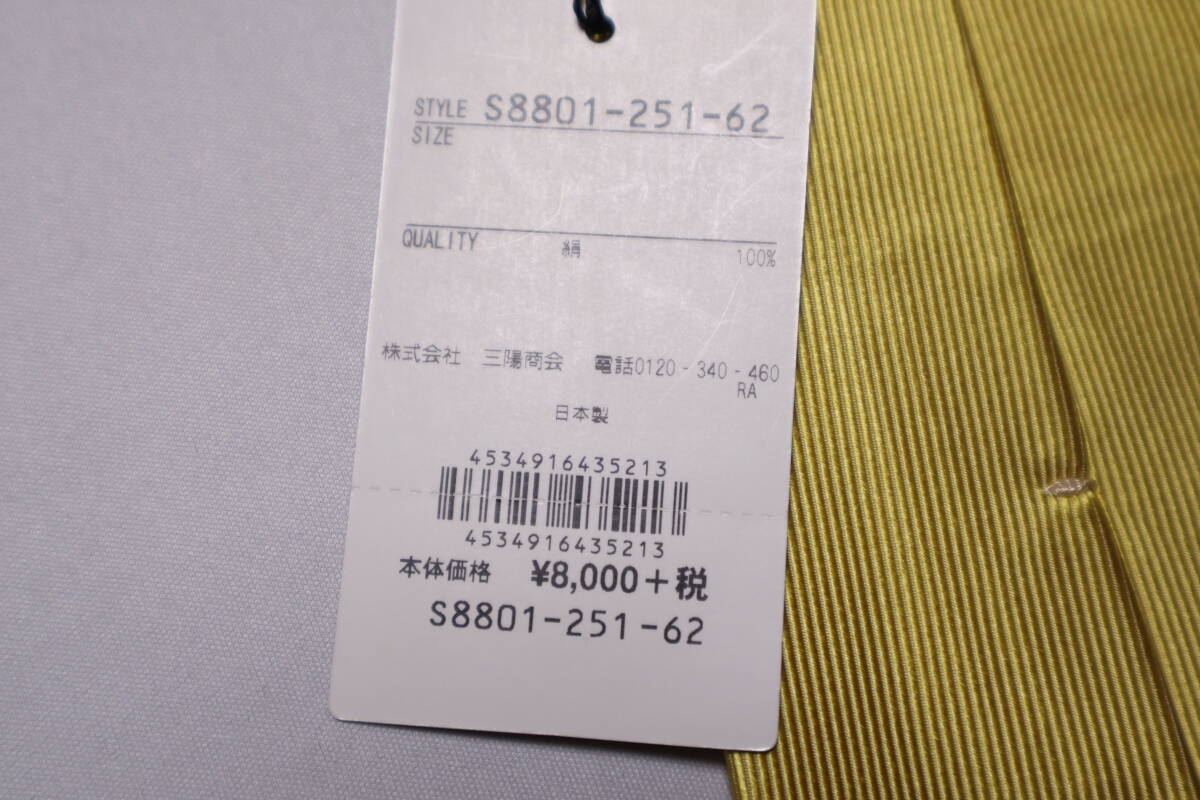 STYLE S8801-251-62
SIZE
QUALITY 絹 100%
株式会社 三陽商会 電話0120-340-460
RA
日本製
4534916435213
4534916435213
本体価格 ¥8,000+税
S8801-251-62